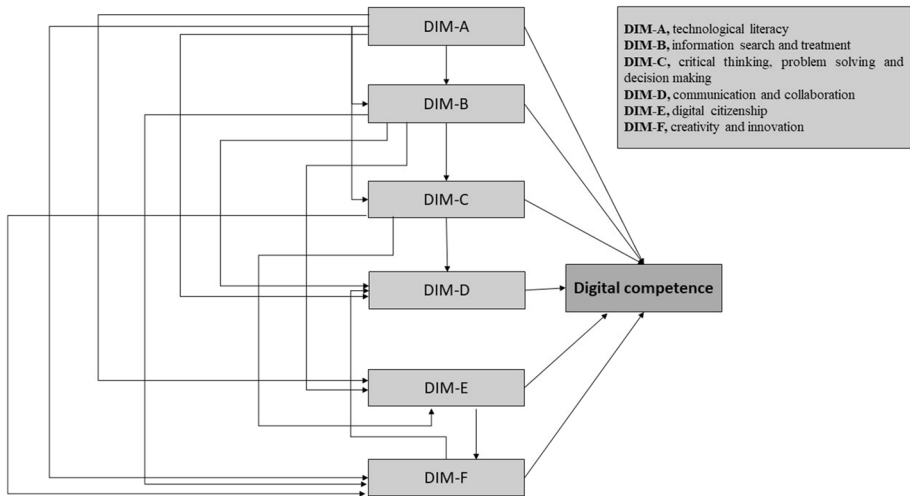 DIM-A
DIM-B
DIM-C
DIM-D
DIM-E
DIM-F
Digital competence
DIM-A, technological literacy
DIM-B, information search and treatment
DIM-C, critical thinking, problem solving and
decision making
DIM-D, communication and collaboration
DIM-E, digital citizenship
DIM-F, creativity and innovation